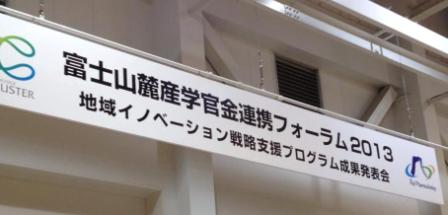 USTER
富士山麓産学官金連携フォーラム2013
地域イノベーション戦略支援プログラム成果発表会